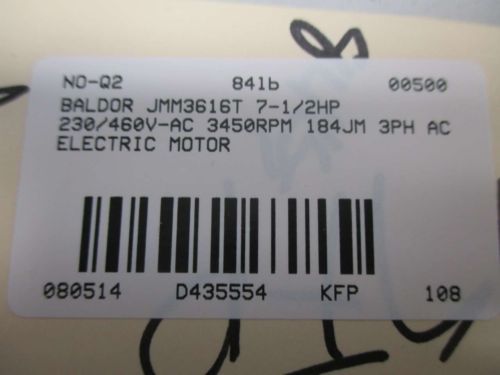 NO-Q2 84lb 00500
BALDOR JMM3616T 7-1/2HP
230/460V-AC 3450RPM 184JM 3PH AC
ELECTRIC MOTOR
080514 D435554 KFP 108